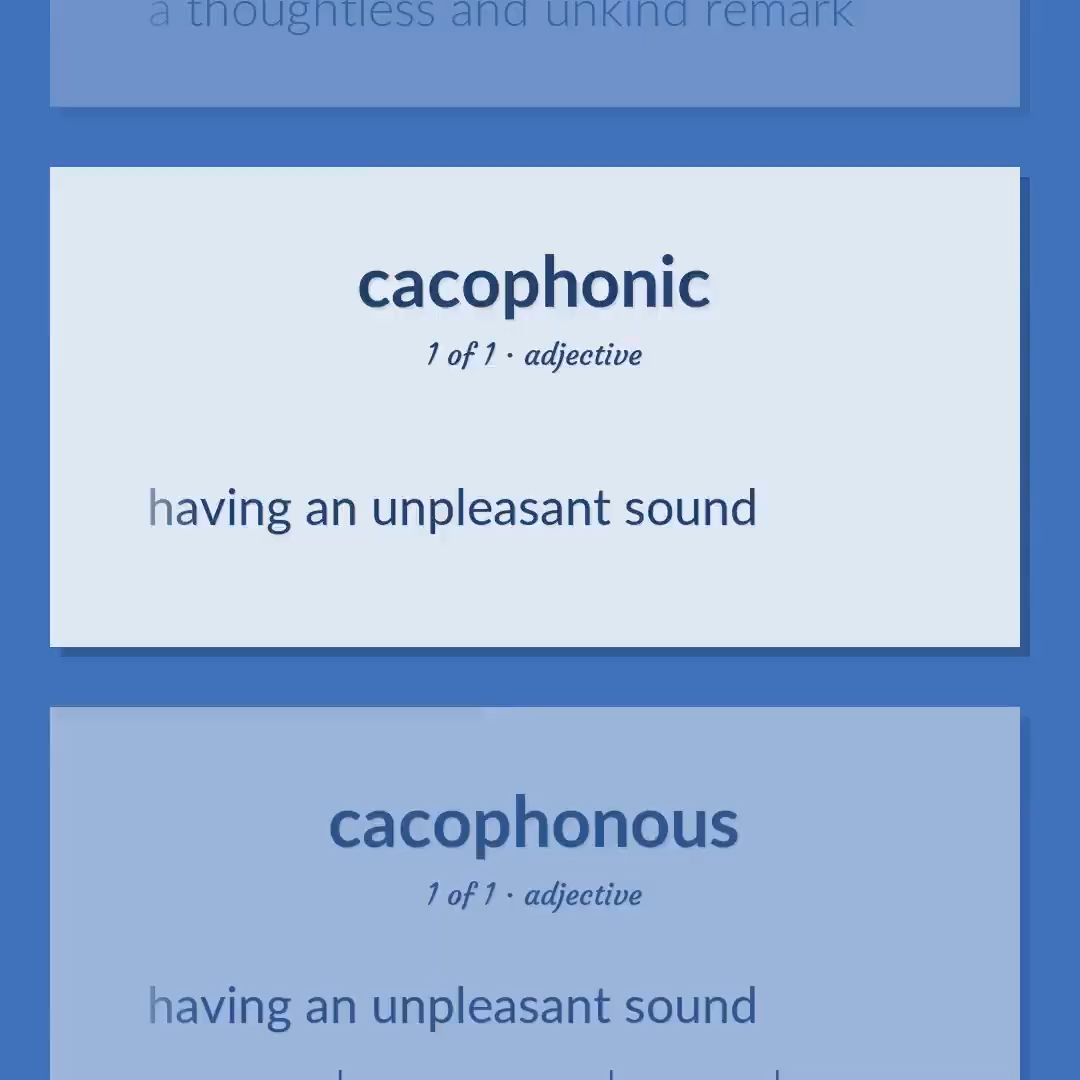 a thoughtless and unkind remark
cacophonic
1 of 1 · adjective
having an unpleasant sound
cacophonous
1 of 1 · adjective
having an unpleasant sound